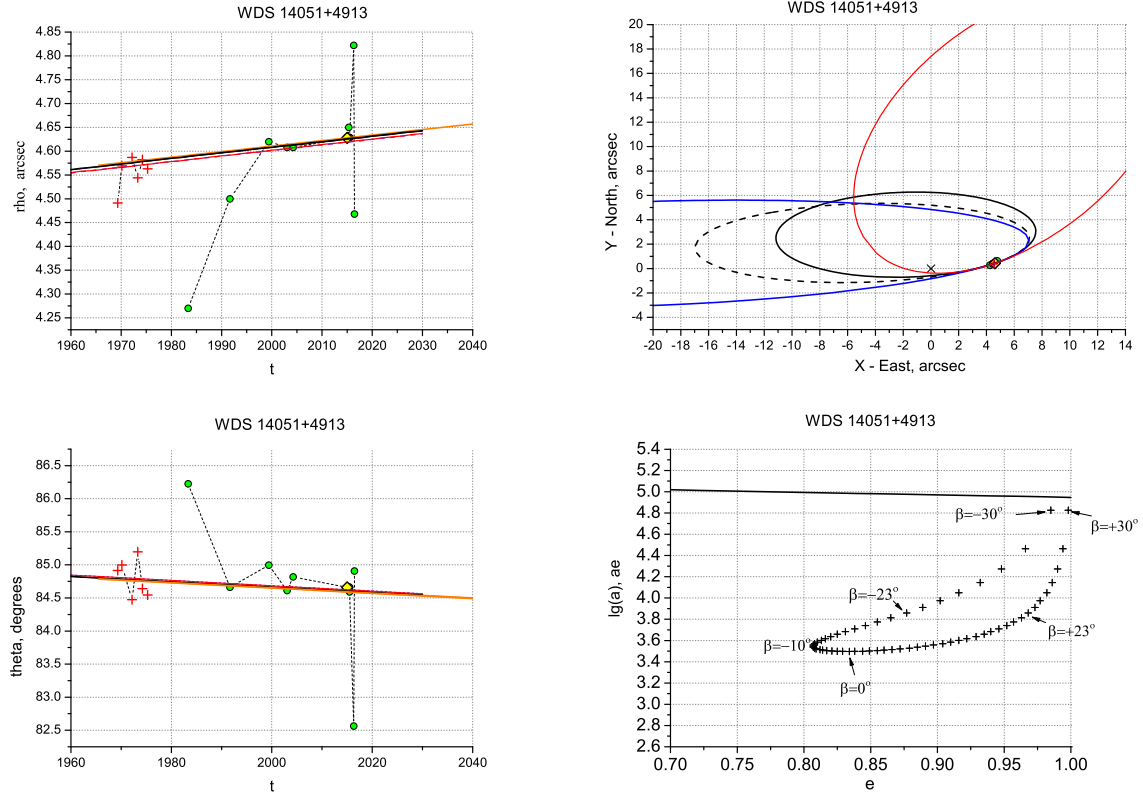 WDS 14051+4913
4.85
4.80
4.75
4.70
4.65
4.60
4.55
4.50
4.45
4.40
4.35
4.30
4.25
rho, arcsec
1960 1970 1980 1990 2000 2010 2020 2030 2040
t
WDS 14051+4913
20
18
16
14
12
10
8
6
4
2
0
-2
-4
Y - North, arcsec
-20 -18 -16 -14 -12 -10 -8 -6 -4 -2 0 2 4 6 8 10 12 14
X - East, arcsec
WDS 14051+4913
86.5
86.0
85.5
85.0
84.5
84.0
83.5
83.0
82.5
theta, degrees
1960 1980 2000 2020 2040
t
WDS 14051+4913
5.4
5.2
5.0
4.8
4.6
4.4
4.2
4.0
3.8
3.6
3.4
3.2
3.0
2.8
2.6
lg(a), ae
β=−30°
β=+30°
β=−23°
β=+23°
β=−10°
β=0°
0.70 0.75 0.80 0.85 0.90 0.95 1.00
e